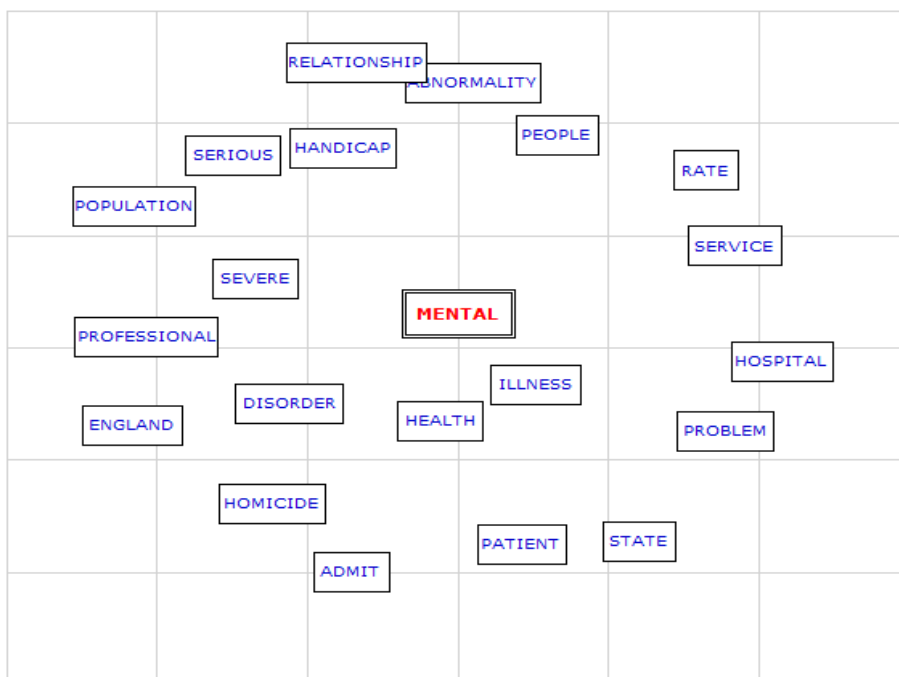 RELATIONSHIP
ABNORMALITY
PEOPLE
HANDICAP
SERIOUS
RATE
POPULATION
SERVICE
SEVERE
MENTAL
PROFESSIONAL
HOSPITAL
ILLNESS
DISORDER
HEALTH
ENGLAND
PROBLEM
HOMICIDE
STATE
PATIENT
ADMIT